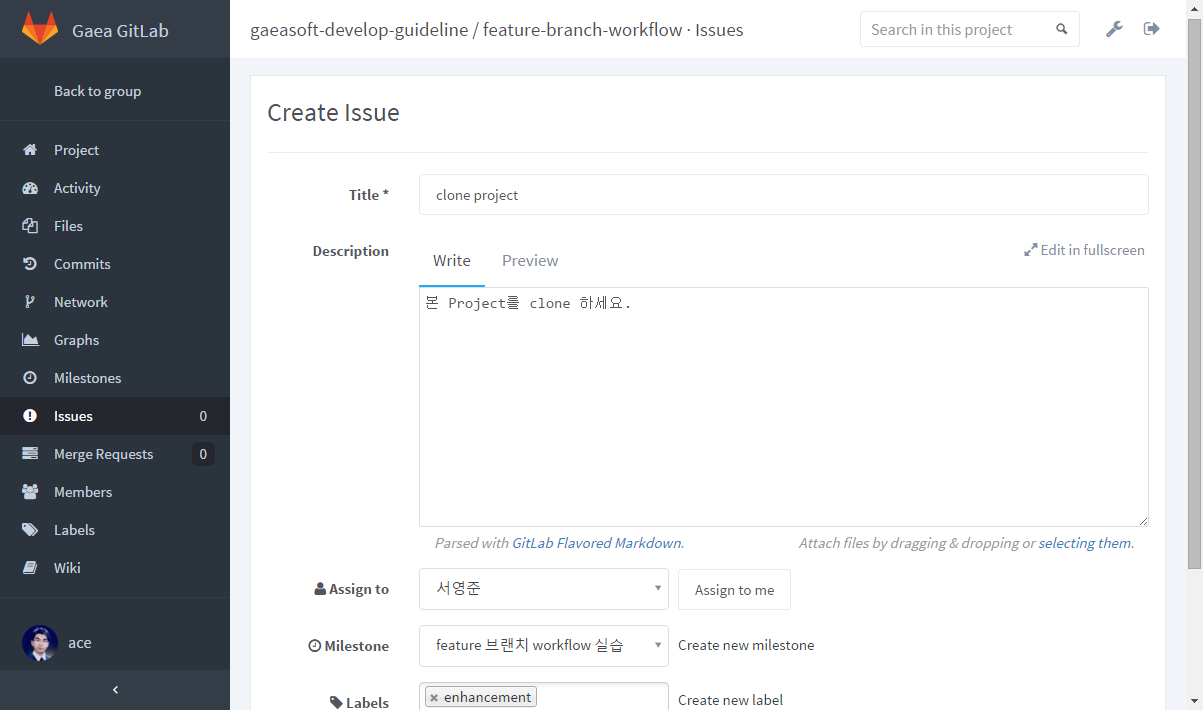 Gaea GitLab
gaeasoft-develop-guideline / feature-branch-workflow · Issues
Search in this project
Back to group
Project
Activity
Files
Commits
Network
Graphs
Milestones
Issues 0
Merge Requests 0
Members
Labels
Wiki
ace
Create Issue
Title *
clone project
Description
Write
Preview
Edit in fullscreen
본 Project를 clone 하세요.
Parsed with GitLab Flavored Markdown.
Attach files by dragging & dropping or selecting them.
Assign to
서영준
Assign to me
Milestone
feature 브랜치 workflow 실습
Create new milestone
Labels
enhancement
Create new label